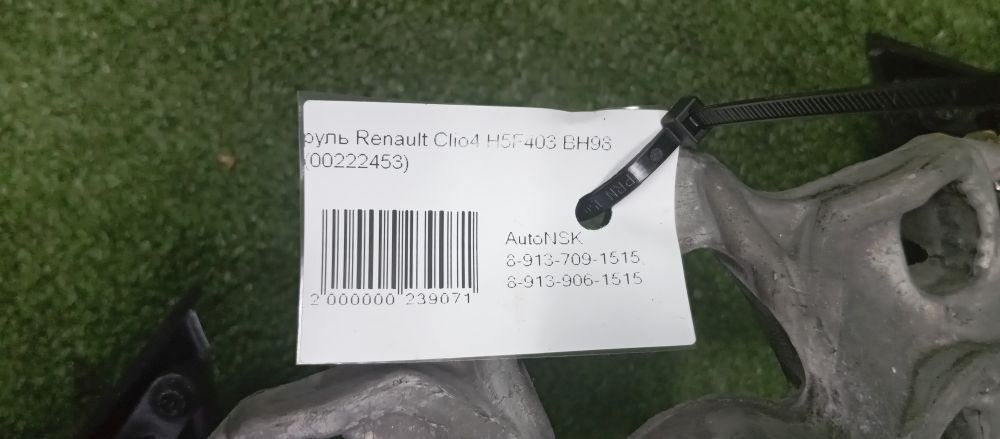 руль Renault Clio4 H5F403 BH98
(00222453)
AutoNSK
8-913-709-1515
8-913-906-1515
2 000000 239071